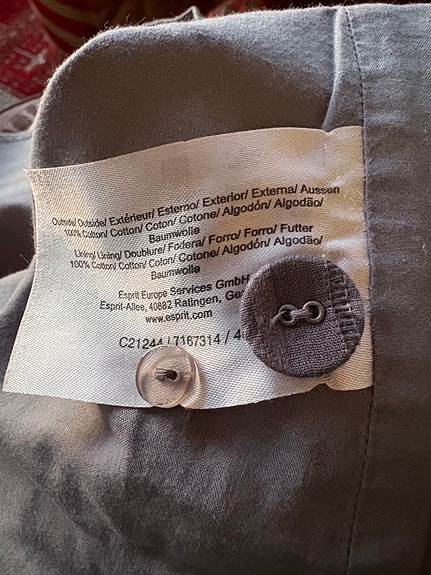 Outside/ Outside/ Extérieur/ Esterno/ Exterior/ Externa/ Aussen
100% Cotton/ Cotton/ Coton/ Cotone/ Algodón/ Algodão/
Baumwolle
Lining/ Lining/ Doublure/ Fodera/ Forro/ Forro/ Futter
100% Cotton/ Cotton/ Coton/ Cotone/ Algodón/ Algodão/
Baumwolle
Esprit Europe Services GmbH
Esprit-Allee, 40882 Ratingen,
www.esprit.com
C21244 / 7167314 /